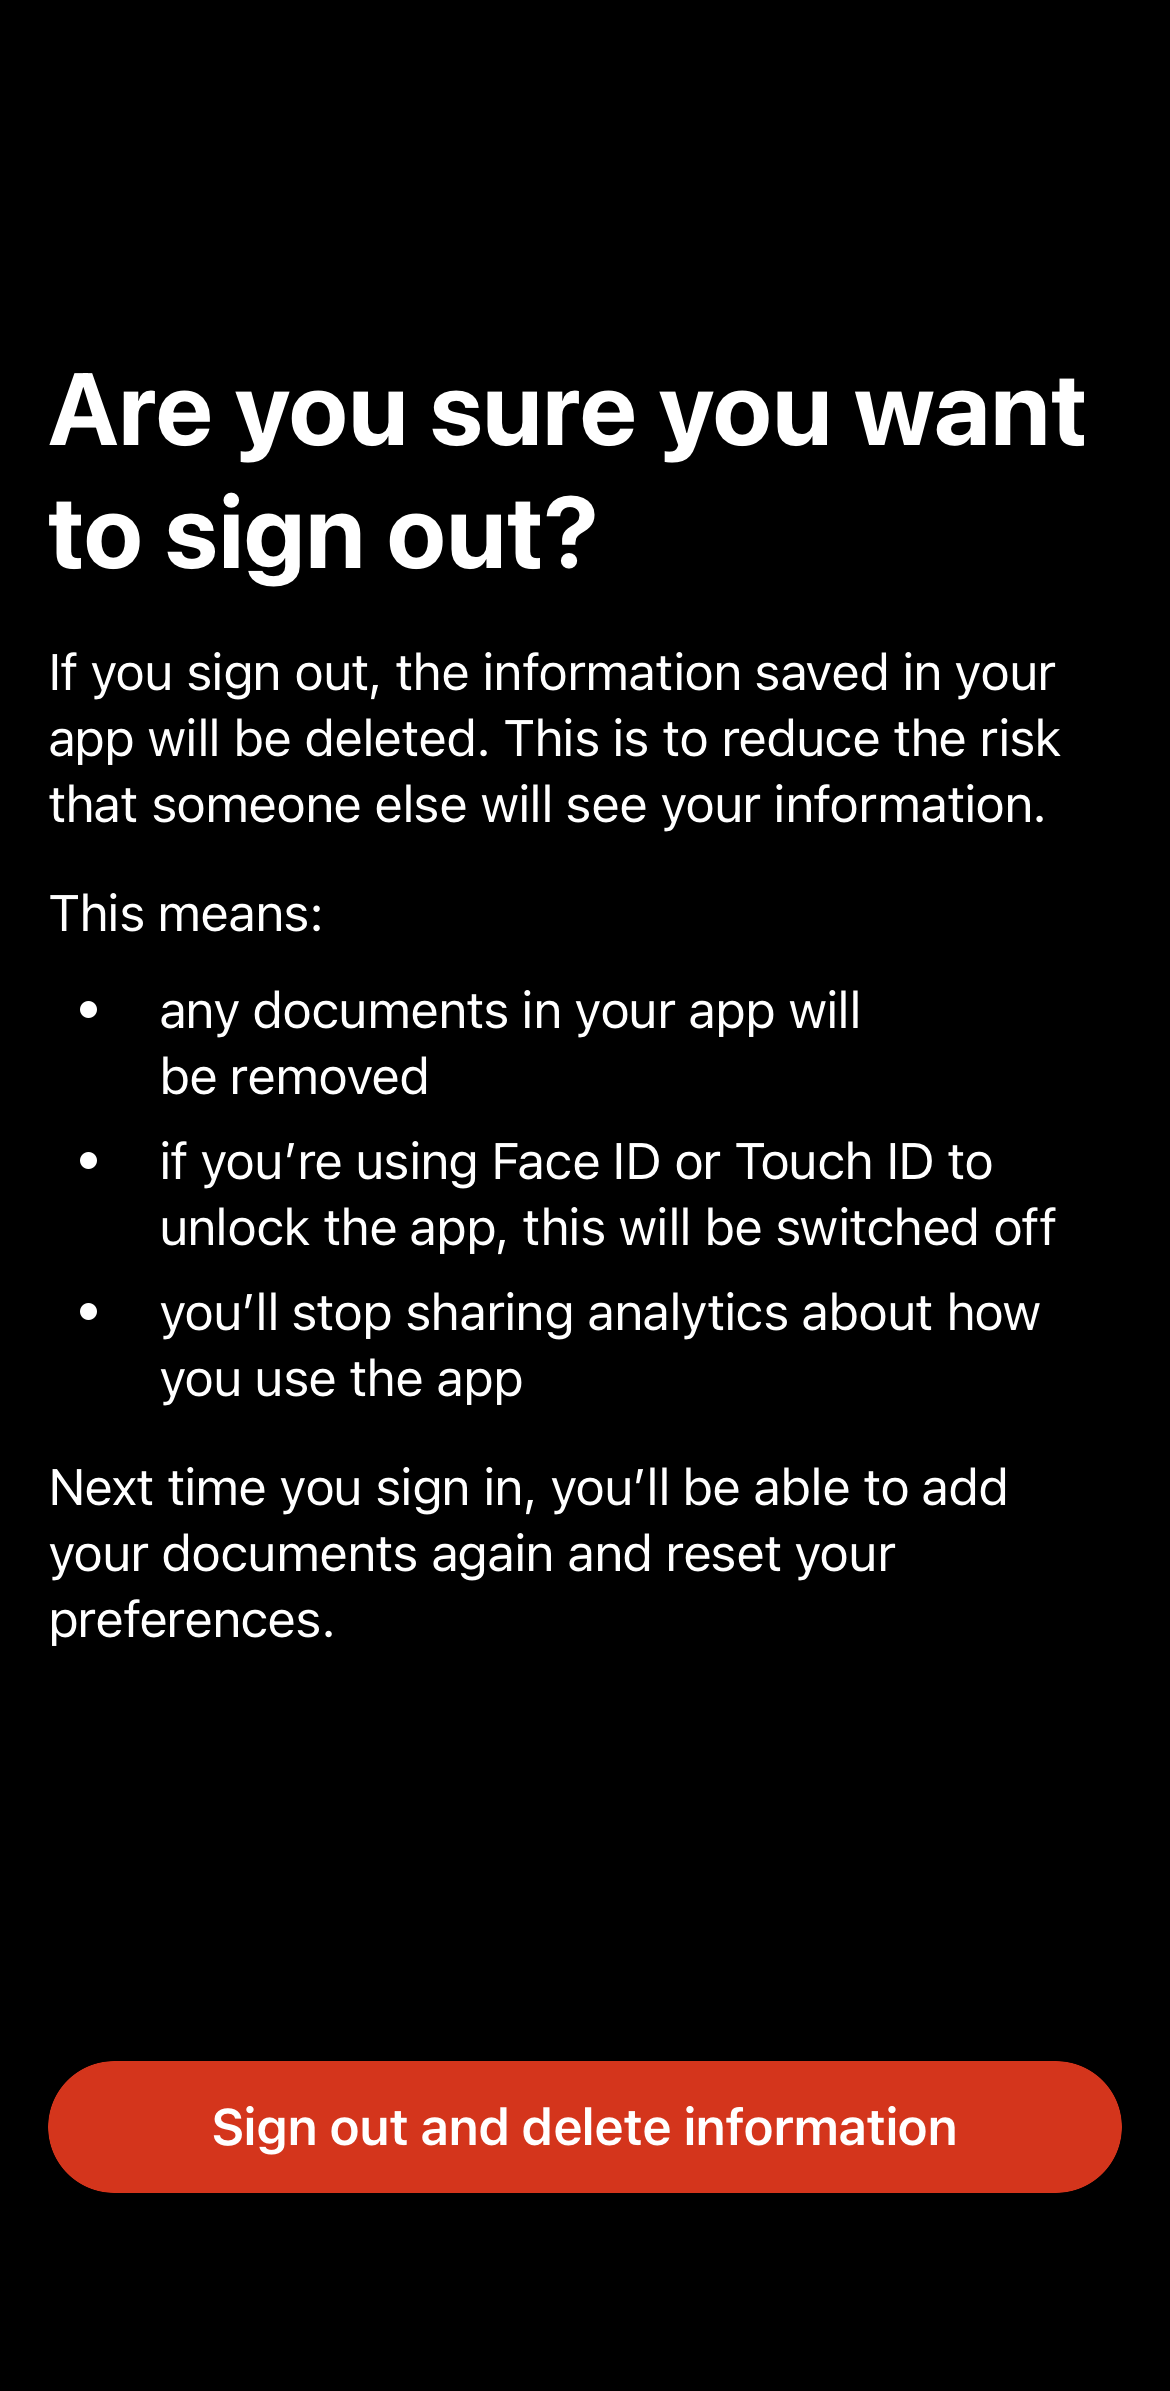 Are you sure you want
to sign out?
If you sign out, the information saved in your
app will be deleted. This is to reduce the risk
that someone else will see your information.
This means:
• any documents in your app will
be removed
• if you’re using Face ID or Touch ID to
unlock the app, this will be switched off
• you’ll stop sharing analytics about how
you use the app
Next time you sign in, you’ll be able to add
your documents again and reset your
preferences.
Sign out and delete information